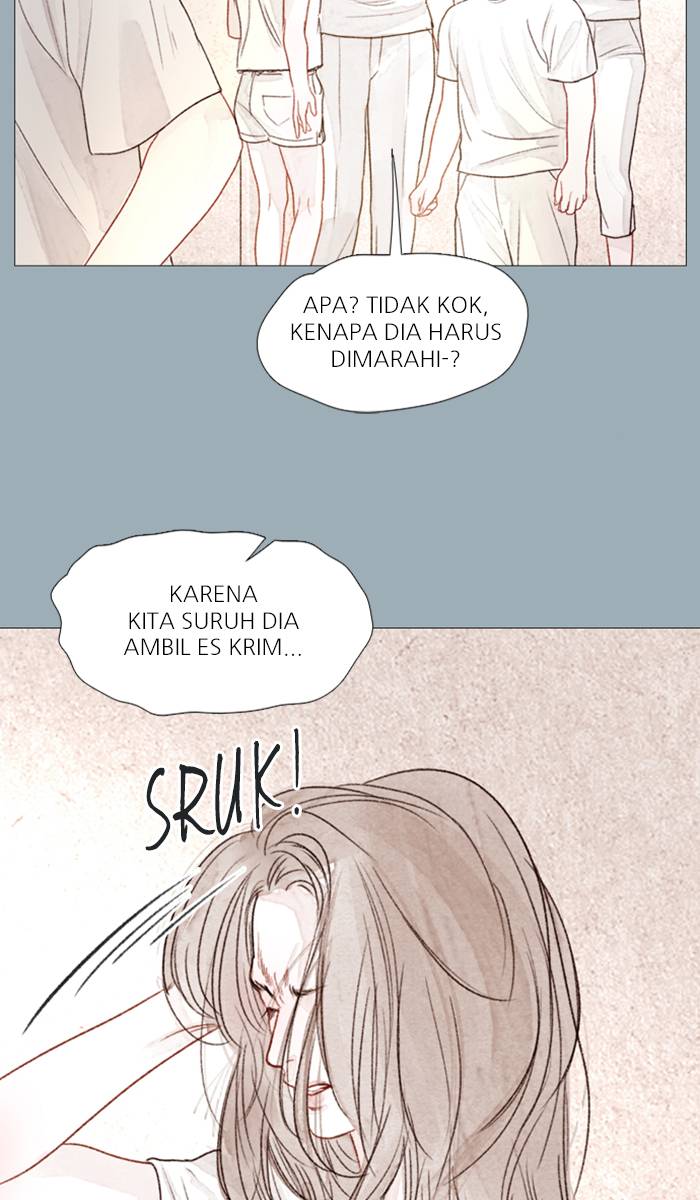 APA? TIDAK KOK,
KENAPA DIA HARUS
DIMARAHI-?
KARENA
KITA SURUH DIA
AMBIL ES KRIM...
SRUK!